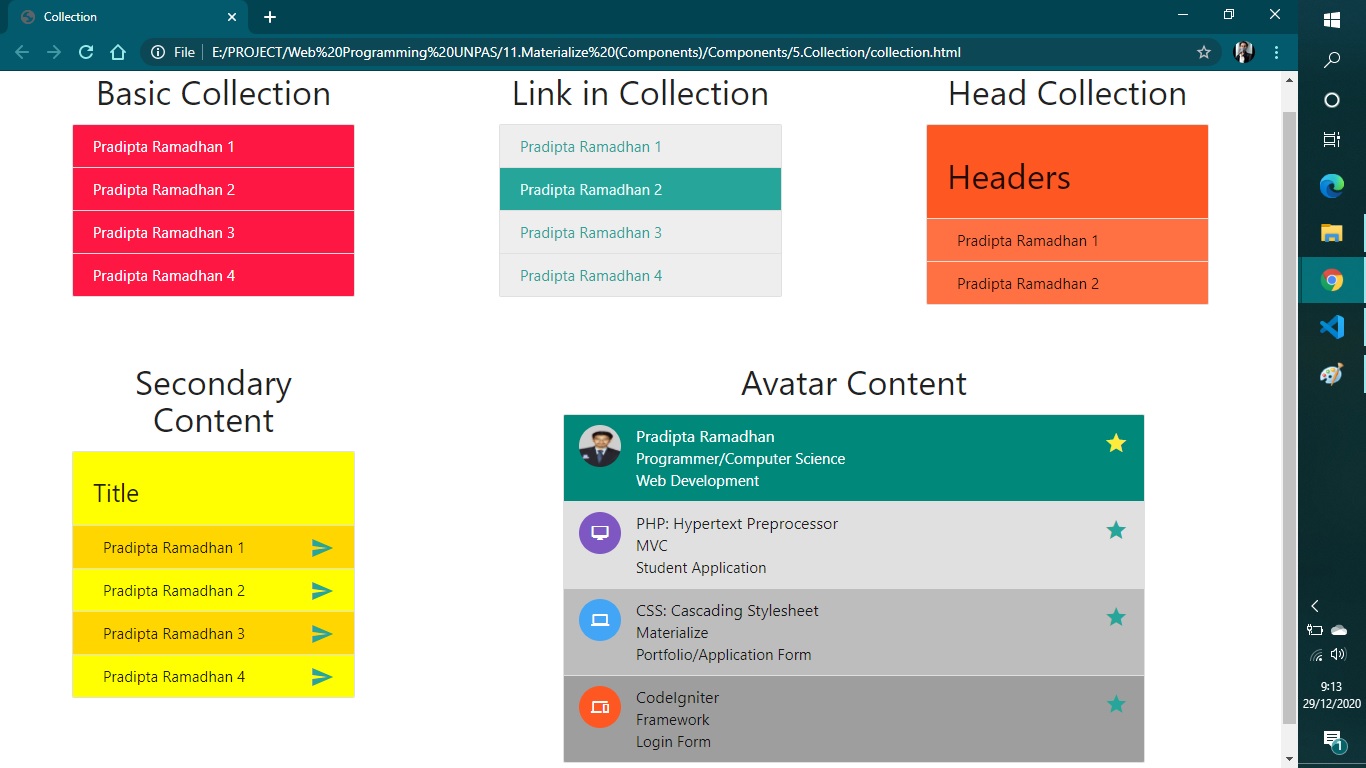 Collection
File
E:/PROJECT/Web%20Programming%20UNPAS/11.Materialize%20(Components)/Components/5.Collection/collection.html
Basic Collection
Pradipta Ramadhan 1
Pradipta Ramadhan 2
Pradipta Ramadhan 3
Pradipta Ramadhan 4
Link in Collection
Pradipta Ramadhan 1
Pradipta Ramadhan 2
Pradipta Ramadhan 3
Pradipta Ramadhan 4
Head Collection
Headers
Pradipta Ramadhan 1
Pradipta Ramadhan 2
Secondary
Content
Title
Pradipta Ramadhan 1
Pradipta Ramadhan 2
Pradipta Ramadhan 3
Pradipta Ramadhan 4
Avatar Content
Pradipta Ramadhan
Programmer/Computer Science
Web Development
PHP: Hypertext Preprocessor
MVC
Student Application
CSS: Cascading Stylesheet
Materialize
Portfolio/Application Form
CodeIgniter
Framework
Login Form
9:13
29/12/2020
1